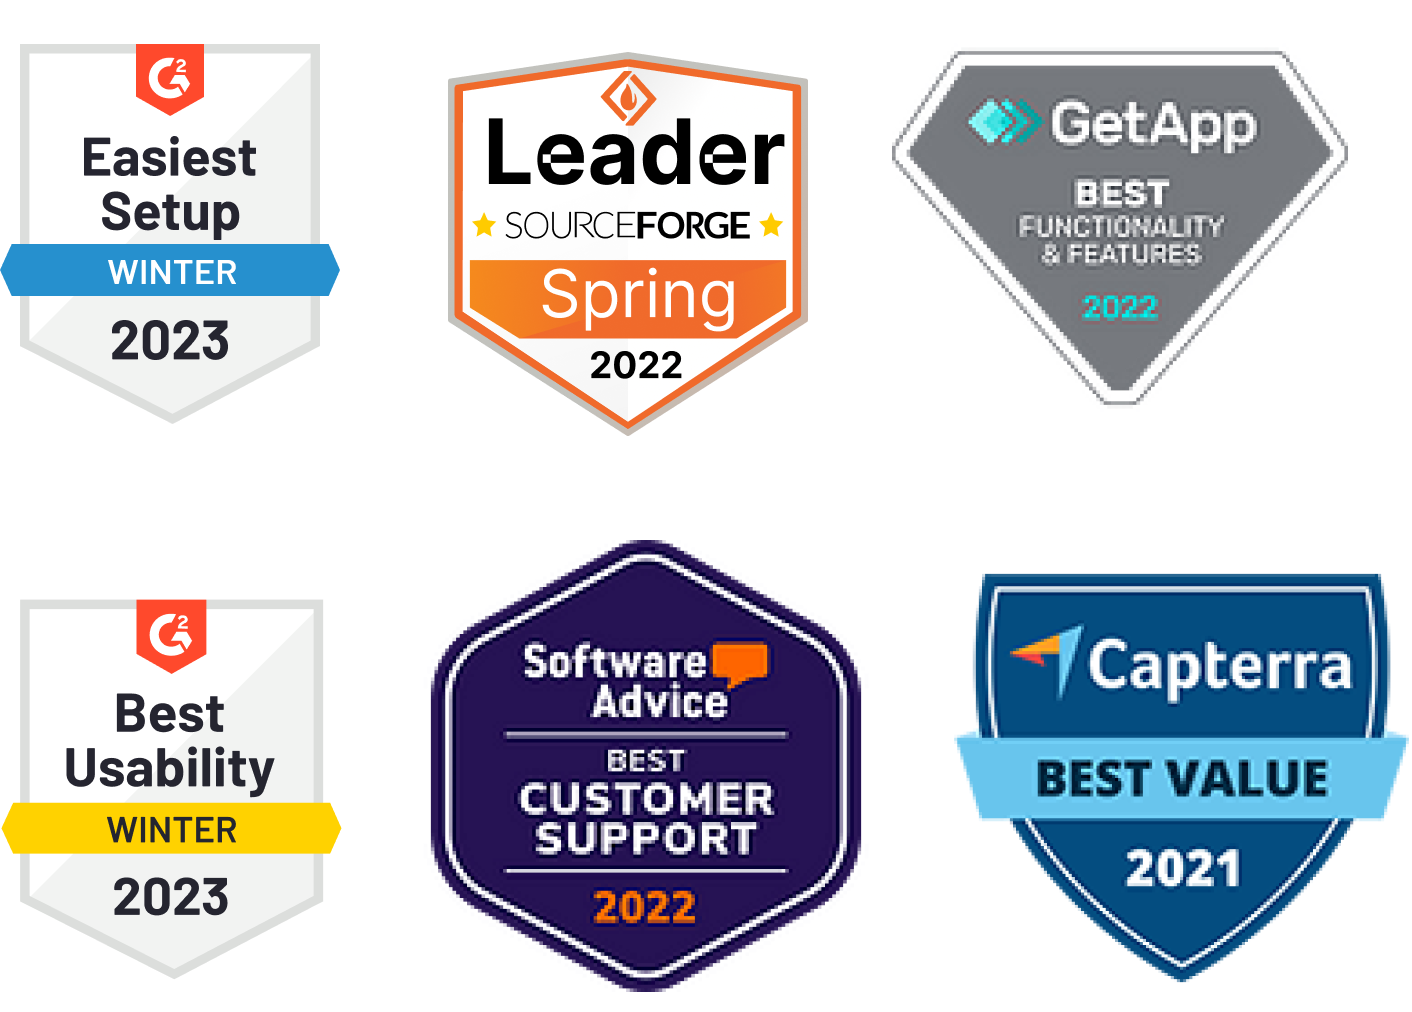 G2
Easiest
Setup
WINTER
2023
Leader
SOURCEFORGE
Spring
2022
GetApp
BEST
FUNCTIONALITY
& FEATURES
2022
G2
Best
Usability
WINTER
2023
Software
Advice
BEST
CUSTOMER
SUPPORT
2022
Capterra
BEST VALUE
2021